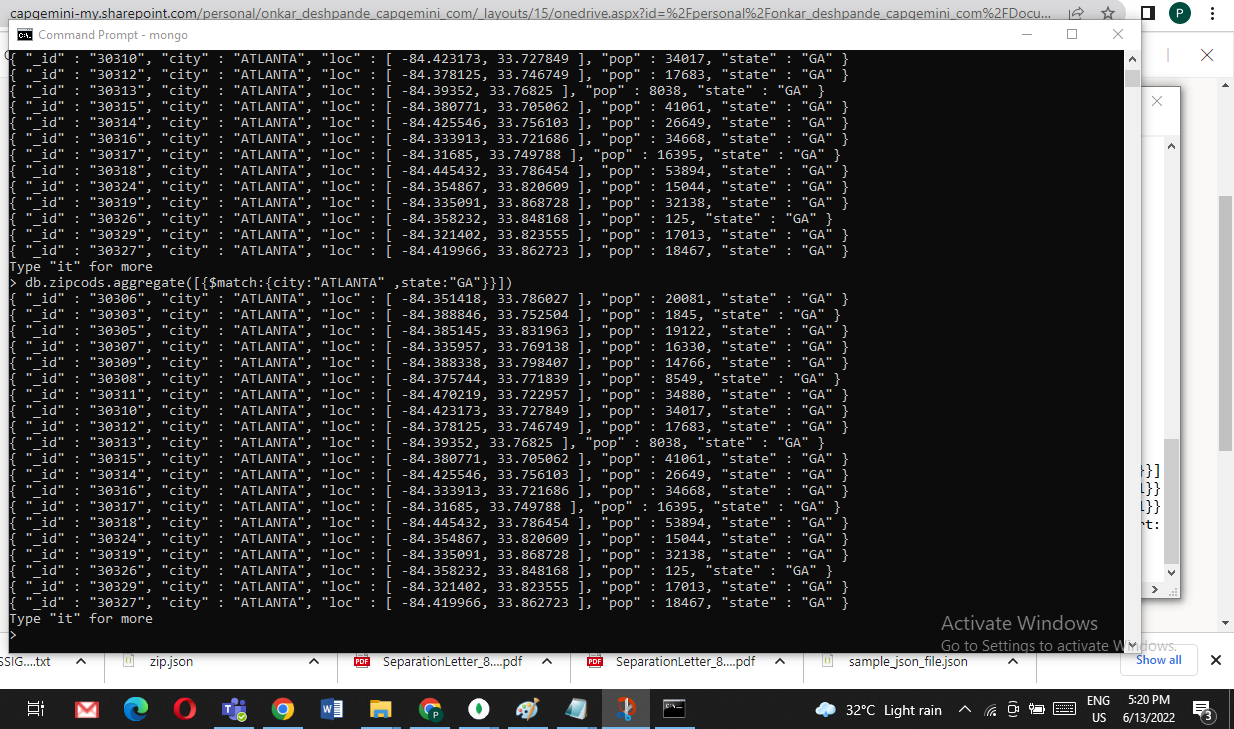 capgemini-my.sharepoint.com/personal/onkar_deshpande_capgemini_com/_layouts/15/onedrive.aspx?id=%2Fpersonal%2Fonkar_deshpande_capgemini_com%2FDocu...
P
Command Prompt - mongo
{ "_id" : "30310", "city" : "ATLANTA", "loc" : [ -84.423173, 33.727849 ], "pop" : 34017, "state" : "GA" }
{ "_id" : "30312", "city" : "ATLANTA", "loc" : [ -84.378125, 33.746749 ], "pop" : 17683, "state" : "GA" }
{ "_id" : "30313", "city" : "ATLANTA", "loc" : [ -84.39352, 33.76825 ], "pop" : 8038, "state" : "GA" }
{ "_id" : "30315", "city" : "ATLANTA", "loc" : [ -84.380771, 33.705062 ], "pop" : 41061, "state" : "GA" }
{ "_id" : "30314", "city" : "ATLANTA", "loc" : [ -84.425546, 33.756103 ], "pop" : 26649, "state" : "GA" }
{ "_id" : "30316", "city" : "ATLANTA", "loc" : [ -84.333913, 33.721686 ], "pop" : 34668, "state" : "GA" }
{ "_id" : "30317", "city" : "ATLANTA", "loc" : [ -84.31685, 33.749788 ], "pop" : 16395, "state" : "GA" }
{ "_id" : "30318", "city" : "ATLANTA", "loc" : [ -84.445432, 33.786454 ], "pop" : 53894, "state" : "GA" }
{ "_id" : "30324", "city" : "ATLANTA", "loc" : [ -84.354867, 33.820609 ], "pop" : 15044, "state" : "GA" }
{ "_id" : "30319", "city" : "ATLANTA", "loc" : [ -84.335091, 33.868728 ], "pop" : 32138, "state" : "GA" }
{ "_id" : "30326", "city" : "ATLANTA", "loc" : [ -84.358232, 33.848168 ], "pop" : 125, "state" : "GA" }
{ "_id" : "30329", "city" : "ATLANTA", "loc" : [ -84.321402, 33.823555 ], "pop" : 17013, "state" : "GA" }
{ "_id" : "30327", "city" : "ATLANTA", "loc" : [ -84.419966, 33.862723 ], "pop" : 18467, "state" : "GA" }
Type "it" for more
> db.zipcods.aggregate([{$match:{city:"ATLANTA" ,state:"GA"}}])
{ "_id" : "30306", "city" : "ATLANTA", "loc" : [ -84.351418, 33.786027 ], "pop" : 20081, "state" : "GA" }
{ "_id" : "30303", "city" : "ATLANTA", "loc" : [ -84.388846, 33.752504 ], "pop" : 1845, "state" : "GA" }
{ "_id" : "30305", "city" : "ATLANTA", "loc" : [ -84.385145, 33.831963 ], "pop" : 19122, "state" : "GA" }
{ "_id" : "30307", "city" : "ATLANTA", "loc" : [ -84.335957, 33.769138 ], "pop" : 16330, "state" : "GA" }
{ "_id" : "30309", "city" : "ATLANTA", "loc" : [ -84.388338, 33.798407 ], "pop" : 14766, "state" : "GA" }
{ "_id" : "30308", "city" : "ATLANTA", "loc" : [ -84.375744, 33.771839 ], "pop" : 8549, "state" : "GA" }
{ "_id" : "30311", "city" : "ATLANTA", "loc" : [ -84.470219, 33.722957 ], "pop" : 34880, "state" : "GA" }
{ "_id" : "30310", "city" : "ATLANTA", "loc" : [ -84.423173, 33.727849 ], "pop" : 34017, "state" : "GA" }
{ "_id" : "30312", "city" : "ATLANTA", "loc" : [ -84.378125, 33.746749 ], "pop" : 17683, "state" : "GA" }
{ "_id" : "30313", "city" : "ATLANTA", "loc" : [ -84.39352, 33.76825 ], "pop" : 8038, "state" : "GA" }
{ "_id" : "30315", "city" : "ATLANTA", "loc" : [ -84.380771, 33.705062 ], "pop" : 41061, "state" : "GA" }
{ "_id" : "30314", "city" : "ATLANTA", "loc" : [ -84.425546, 33.756103 ], "pop" : 26649, "state" : "GA" }
{ "_id" : "30316", "city" : "ATLANTA", "loc" : [ -84.333913, 33.721686 ], "pop" : 34668, "state" : "GA" }
{ "_id" : "30317", "city" : "ATLANTA", "loc" : [ -84.31685, 33.749788 ], "pop" : 16395, "state" : "GA" }
{ "_id" : "30318", "city" : "ATLANTA", "loc" : [ -84.445432, 33.786454 ], "pop" : 53894, "state" : "GA" }
{ "_id" : "30324", "city" : "ATLANTA", "loc" : [ -84.354867, 33.820609 ], "pop" : 15044, "state" : "GA" }
{ "_id" : "30319", "city" : "ATLANTA", "loc" : [ -84.335091, 33.868728 ], "pop" : 32138, "state" : "GA" }
{ "_id" : "30326", "city" : "ATLANTA", "loc" : [ -84.358232, 33.848168 ], "pop" : 125, "state" : "GA" }
{ "_id" : "30329", "city" : "ATLANTA", "loc" : [ -84.321402, 33.823555 ], "pop" : 17013, "state" : "GA" }
{ "_id" : "30327", "city" : "ATLANTA", "loc" : [ -84.419966, 33.862723 ], "pop" : 18467, "state" : "GA" }
Type "it" for more
>
}}]
}}
}}
rt:
Activate Windows
Go to Settings to activate Windows.
SSIG....txt
zip.json
SeparationLetter_8....pdf
SeparationLetter_8....pdf
sample_json_file.json
Show all
32°C Light rain
ENG
US
5:20 PM
6/13/2022
3